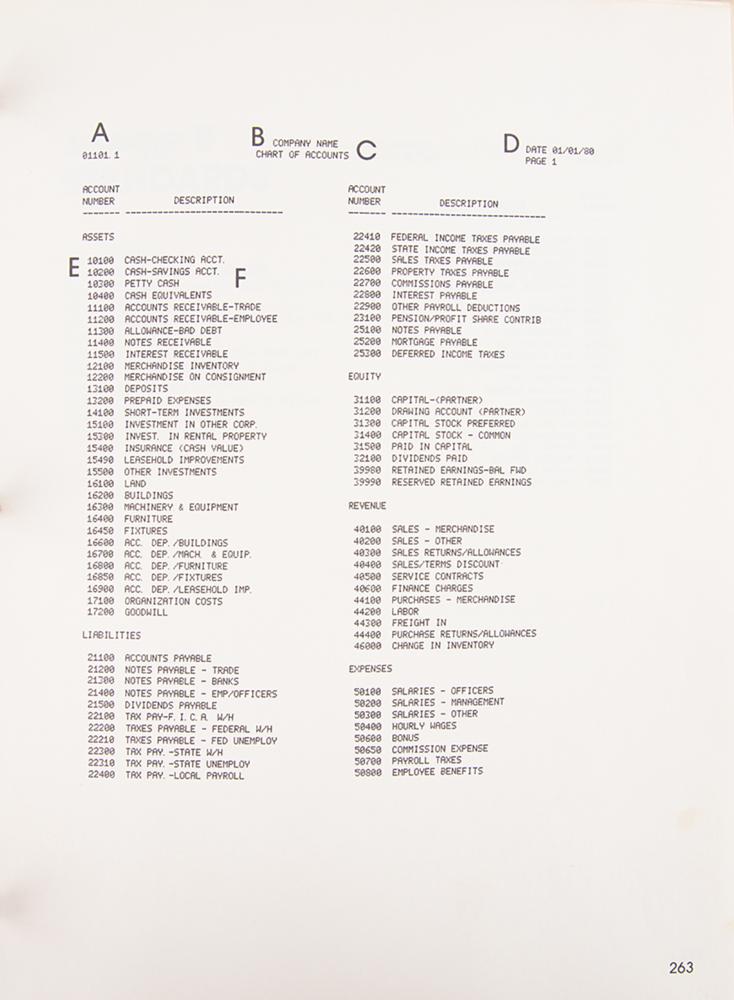 A
B COMPANY NAME
D DATE 01/01/80
01101.1
CHART OF ACCOUNTS C
PAGE 1
ACCOUNT
NUMBER DESCRIPTION
------- -----------------------------
ASSETS
E
10100 CASH-CHECKING ACCT.
10200 CASH-SAVINGS ACCT. F
10300 PETTY CASH
10400 CASH EQUIVALENTS
11100 ACCOUNTS RECEIVABLE-TRADE
11200 ACCOUNTS RECEIVABLE-EMPLOYEE
11300 ALLOWANCE-BAD DEBT
11400 NOTES RECEIVABLE
11500 INTEREST RECEIVABLE
12100 MERCHANDISE INVENTORY
12200 MERCHANDISE ON CONSIGNMENT
13100 DEPOSITS
13200 PREPAID EXPENSES
14100 SHORT-TERM INVESTMENTS
15100 INVESTMENT IN OTHER CORP.
15300 INVEST. IN RENTAL PROPERTY
15400 INSURANCE (CASH VALUE)
15490 LEASEHOLD IMPROVEMENTS
15500 OTHER INVESTMENTS
16100 LAND
16200 BUILDINGS
16300 MACHINERY & EQUIPMENT
16400 FURNITURE
16450 FIXTURES
16600 ACC. DEP./BUILDINGS
16700 ACC. DEP./MACH. & EQUIP.
16800 ACC. DEP./FURNITURE
16850 ACC. DEP./FIXTURES
16900 ACC. DEP./LEASEHOLD IMP.
17100 ORGANIZATION COSTS
17200 GOODWILL
LIABILITIES
21100 ACCOUNTS PAYABLE
21200 NOTES PAYABLE - TRADE
21300 NOTES PAYABLE - BANKS
21400 NOTES PAYABLE - EMP/OFFICERS
21500 DIVIDENDS PAYABLE
22100 TAX PAY-F.I.C.A. W/H
22200 TAXES PAYABLE - FEDERAL W/H
22210 TAXES PAYABLE - FED UNEMPLOY
22300 TAX PAY.-STATE W/H
22310 TAX PAY.-STATE UNEMPLOY
22400 TAX PAY.-LOCAL PAYROLL
ACCOUNT
NUMBER DESCRIPTION
------- -----------------------------
22410 FEDERAL INCOME TAXES PAYABLE
22420 STATE INCOME TAXES PAYABLE
22500 SALES TAXES PAYABLE
22600 PROPERTY TAXES PAYABLE
22700 COMMISSIONS PAYABLE
22800 INTEREST PAYABLE
22900 OTHER PAYROLL DEDUCTIONS
23100 PENSION/PROFIT SHARE CONTRIB
25100 NOTES PAYABLE
25200 MORTGAGE PAYABLE
25300 DEFERRED INCOME TAXES
EQUITY
31100 CAPITAL-(PARTNER)
31200 DRAWING ACCOUNT (PARTNER)
31300 CAPITAL STOCK PREFERRED
31400 CAPITAL STOCK - COMMON
31500 PAID IN CAPITAL
32100 DIVIDENDS PAID
39980 RETAINED EARNINGS-BAL FWD
39990 RESERVED RETAINED EARNINGS
REVENUE
40100 SALES - MERCHANDISE
40200 SALES - OTHER
40300 SALES RETURNS/ALLOWANCES
40400 SALES/TERMS DISCOUNT
40500 SERVICE CONTRACTS
40600 FINANCE CHARGES
44100 PURCHASES - MERCHANDISE
44200 LABOR
44300 FREIGHT IN
44400 PURCHASE RETURNS/ALLOWANCES
46000 CHANGE IN INVENTORY
EXPENSES
50100 SALARIES - OFFICERS
50200 SALARIES - MANAGEMENT
50300 SALARIES - OTHER
50400 HOURLY WAGES
50600 BONUS
50650 COMMISSION EXPENSE
50700 PAYROLL TAXES
50800 EMPLOYEE BENEFITS
263